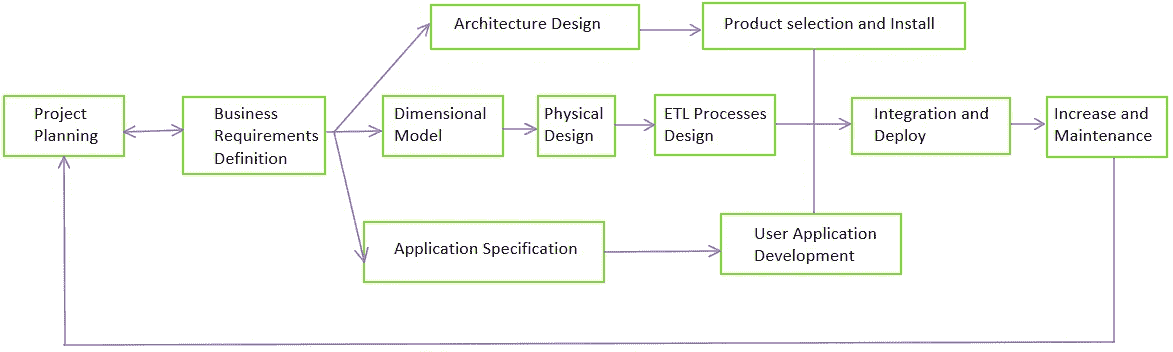 Architecture Design
Product selection and Install
Project
Planning
Business
Requirements
Definition
Dimensional
Model
Physical
Design
ETL Processes
Design
Integration and
Deploy
Increase and
Maintenance
Application Specification
User Application
Development